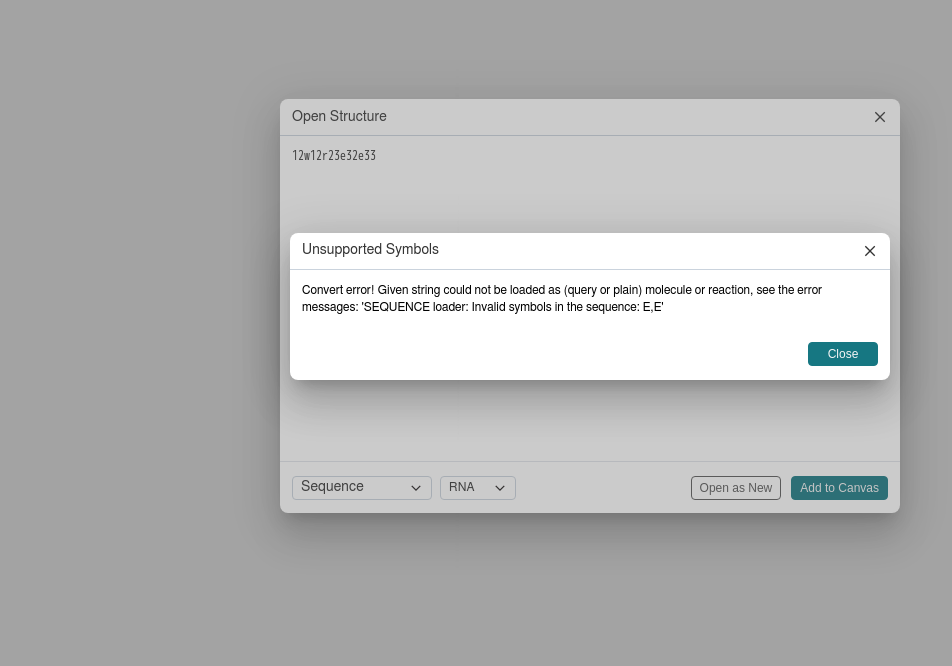 Open Structure
12w12r23e32e33
Unsupported Symbols
Convert error! Given string could not be loaded as (query or plain) molecule or reaction, see the error
messages: 'SEQUENCE loader: Invalid symbols in the sequence: E,E'
Close
Sequence
RNA
Open as New
Add to Canvas